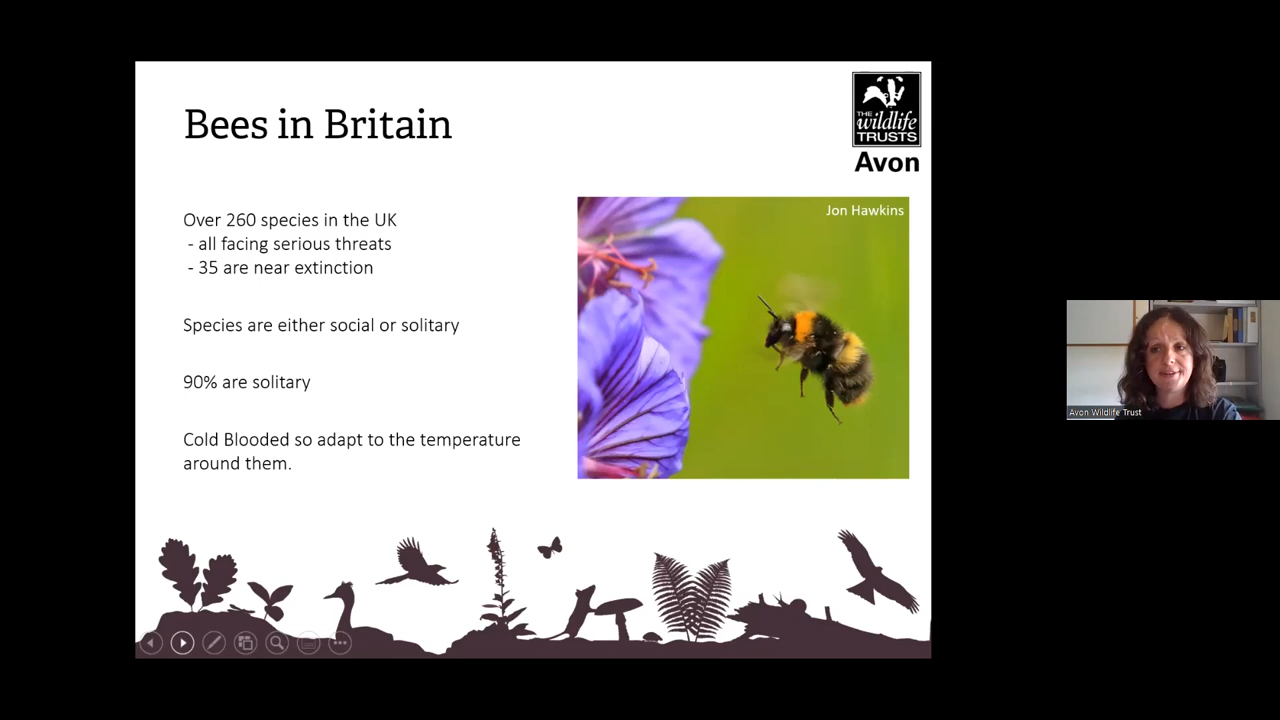 Bees in Britain
THE
wildlife
TRUSTS
Avon
Over 260 species in the UK
- all facing serious threats
- 35 are near extinction
Species are either social or solitary
90% are solitary
Cold Blooded so adapt to the temperature
around them.
Jon Hawkins
Avon Wildlife Trust